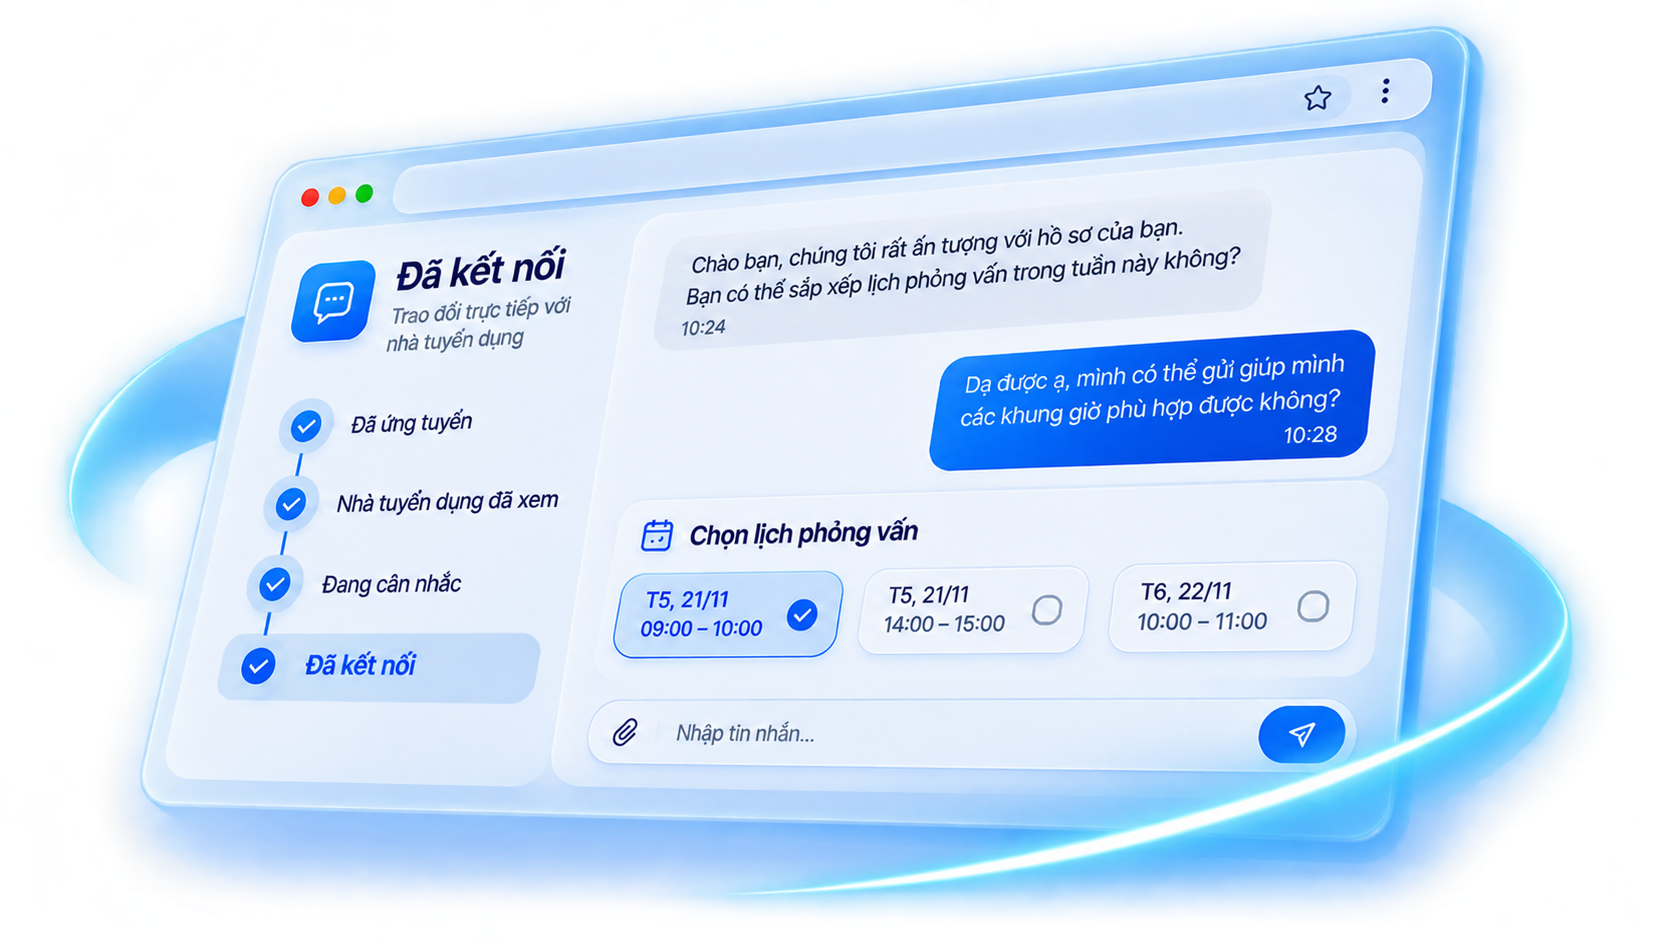 Đã kết nối
Trao đổi trực tiếp với
nhà tuyển dụng
Đã ứng tuyển
Nhà tuyển dụng đã xem
Đang cân nhắc
Đã kết nối
Chào bạn, chúng tôi rất ấn tượng với hồ sơ của bạn.
Bạn có thể sắp xếp lịch phỏng vấn trong tuần này không?
10:24
Dạ được ạ, mình có thể gửi giúp mình
các khung giờ phù hợp được không?
10:28
Chọn lịch phỏng vấn
T5, 21/11
09:00 – 10:00
T5, 21/11
14:00 – 15:00
T6, 22/11
10:00 – 11:00
Nhập tin nhắn...